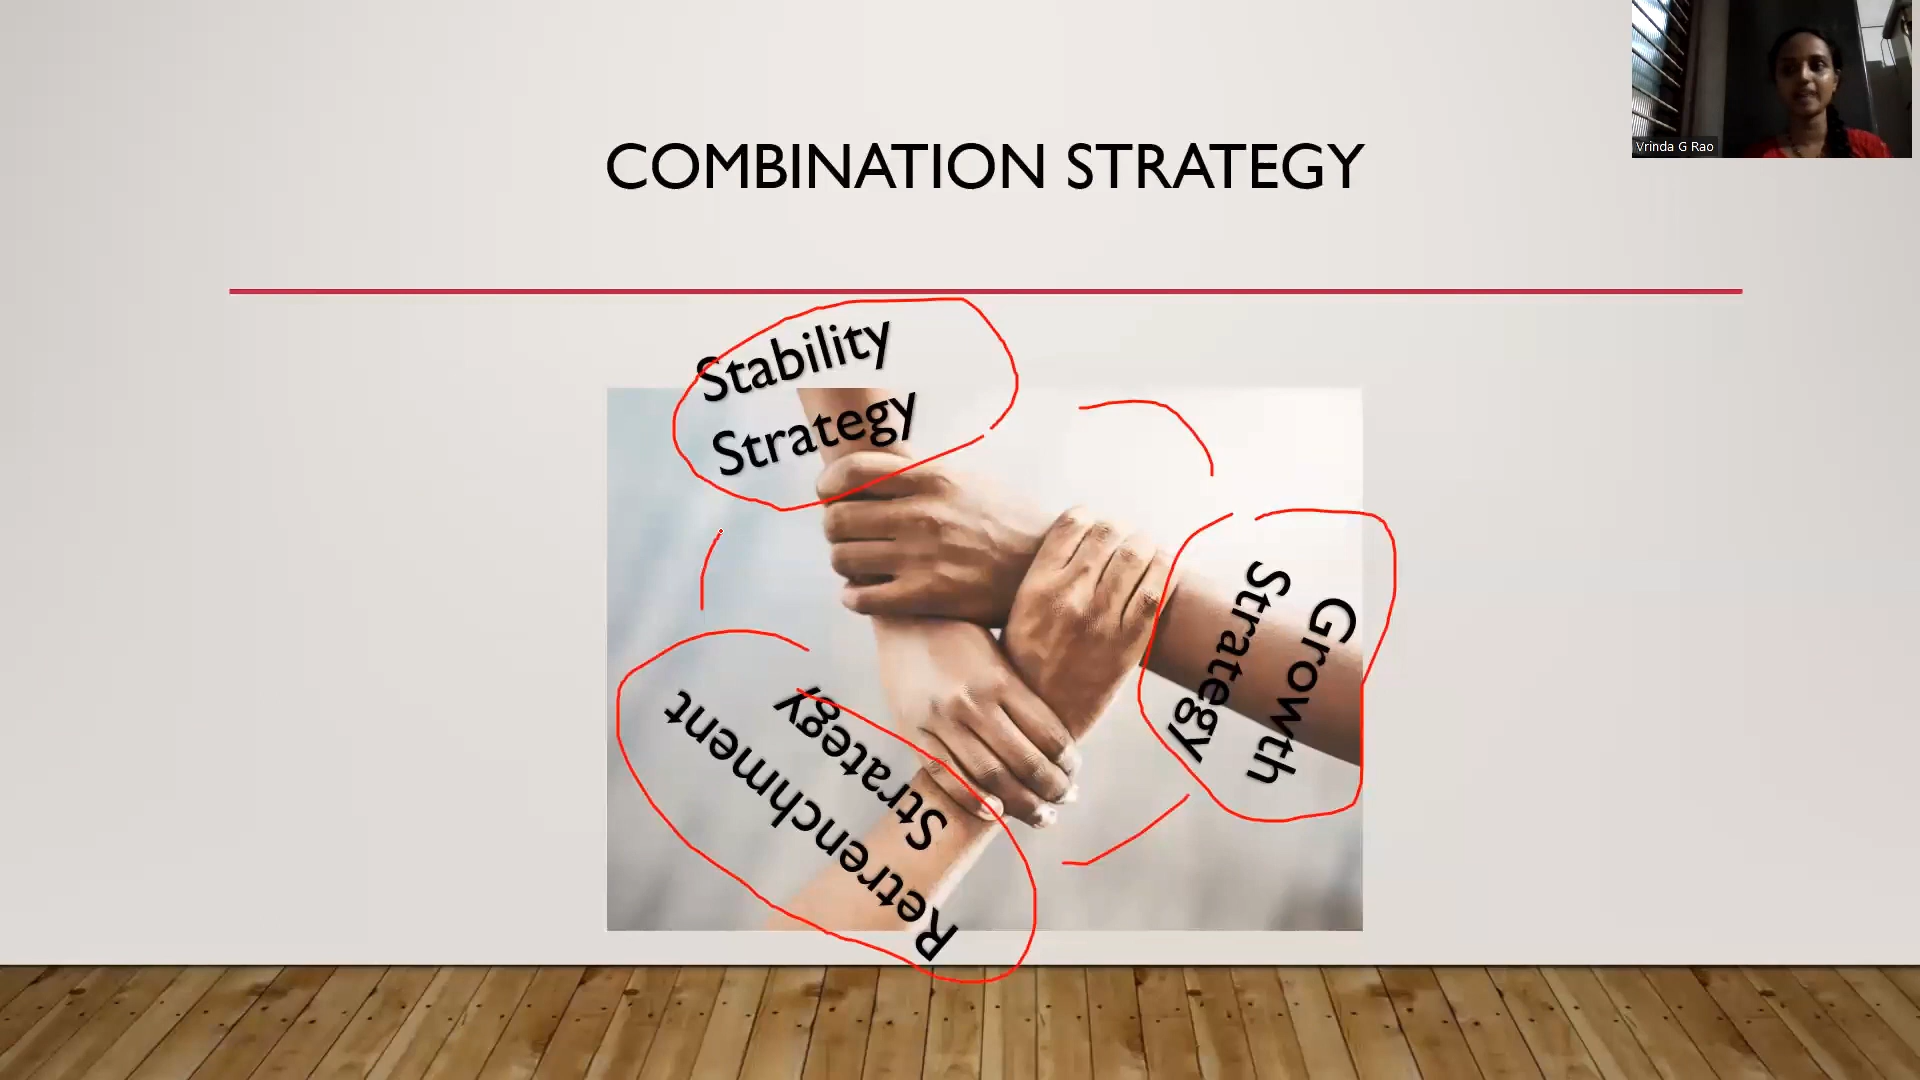 Vrinda G Rao
COMBINATION STRATEGY
Stability
Strategy
Growth
Strategy
Retrenchment
Strategy